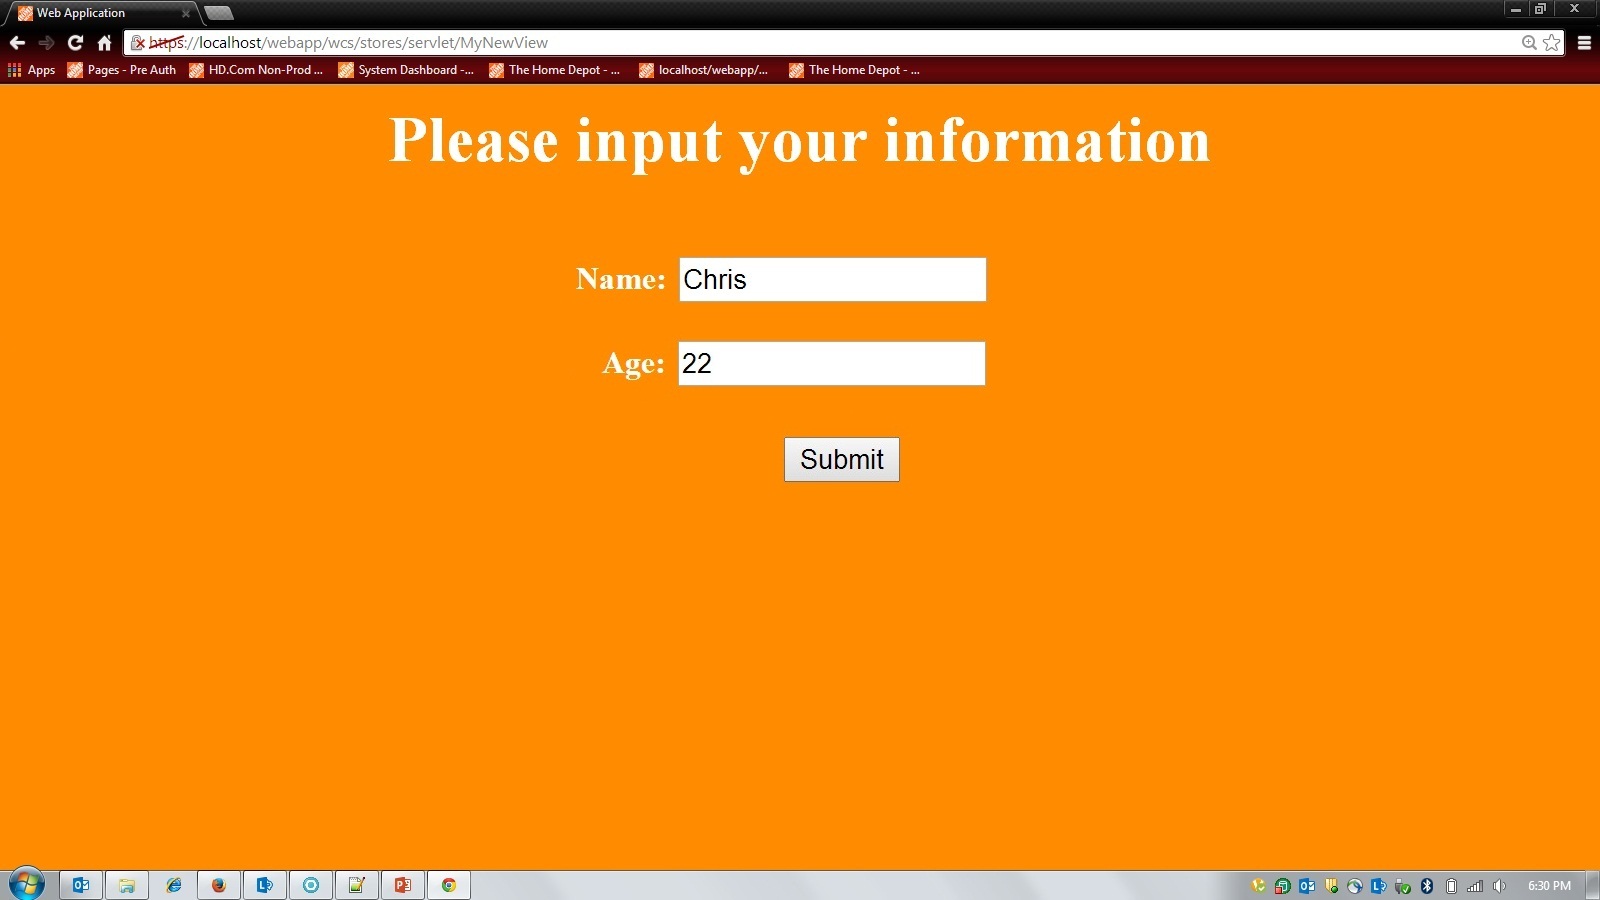 Web Application
https://localhost/webapp/wcs/stores/servlet/MyNewView
Apps Pages - Pre Auth HD.Com Non-Prod ... System Dashboard -... The Home Depot - ... localhost/webapp/... The Home Depot - ...
Please input your information
Name: Chris
Age: 22
Submit
6:30 PM